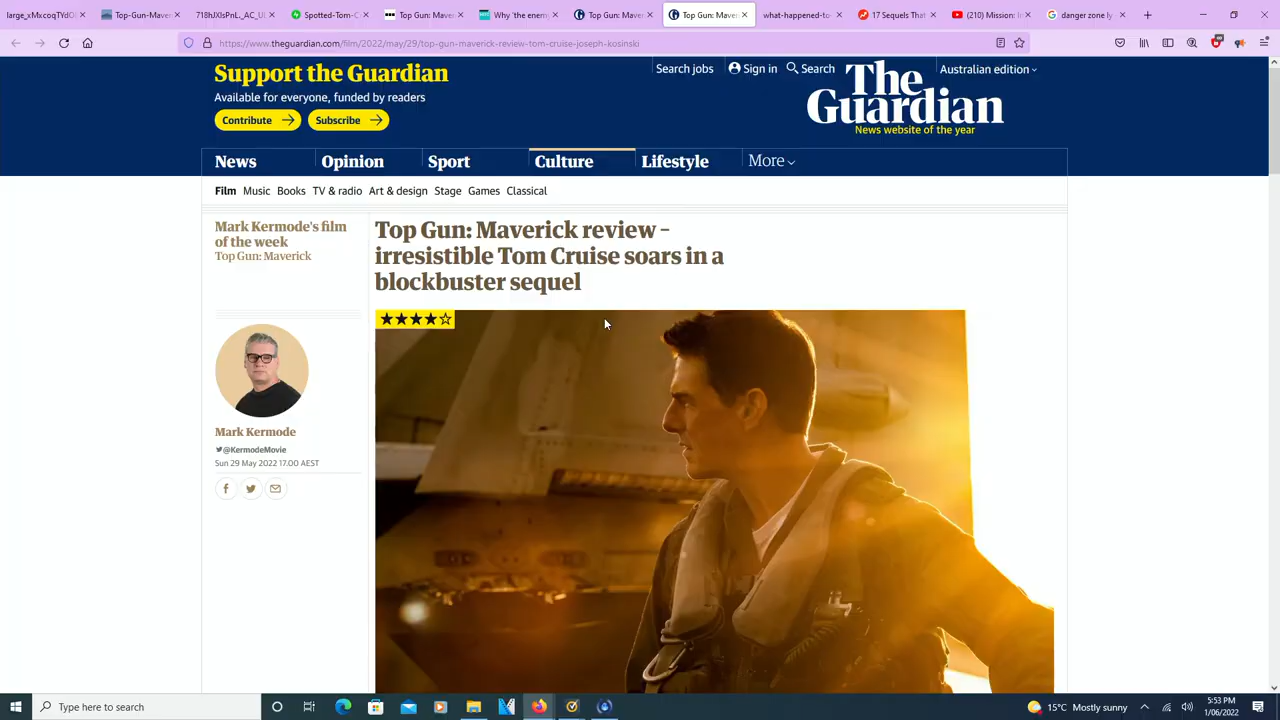 large_xkscoqTIOC
Top-Gun-Maveri
718MRsPL_ACUl
Spotted-Tom-C
Top Gun: Maver
Why 'the enemy
Top Gun: Maver
Top Gun: Maver
what-happened-to
17 Sequels That
(210) Mission: I
danger zone ly
https://www.theguardian.com/film/2022/may/29/top-gun-maverick-review-tom-cruise-joseph-kosinski
Support the Guardian
Available for everyone, funded by readers
Contribute
Subscribe
Search jobs
Sign in
Search
Australian edition
The
Guardian
News website of the year
News
Opinion
Sport
Culture
Lifestyle
More
Film
Music
Books
TV & radio
Art & design
Stage
Games
Classical
Mark Kermode's film
of the week
Top Gun: Maverick
Top Gun: Maverick review –
irresistible Tom Cruise soars in a
blockbuster sequel
Mark Kermode
@KermodeMovie
Sun 29 May 2022 17.00 AEST
Type here to search
15°C Mostly sunny
5:53 PM
1/06/2022